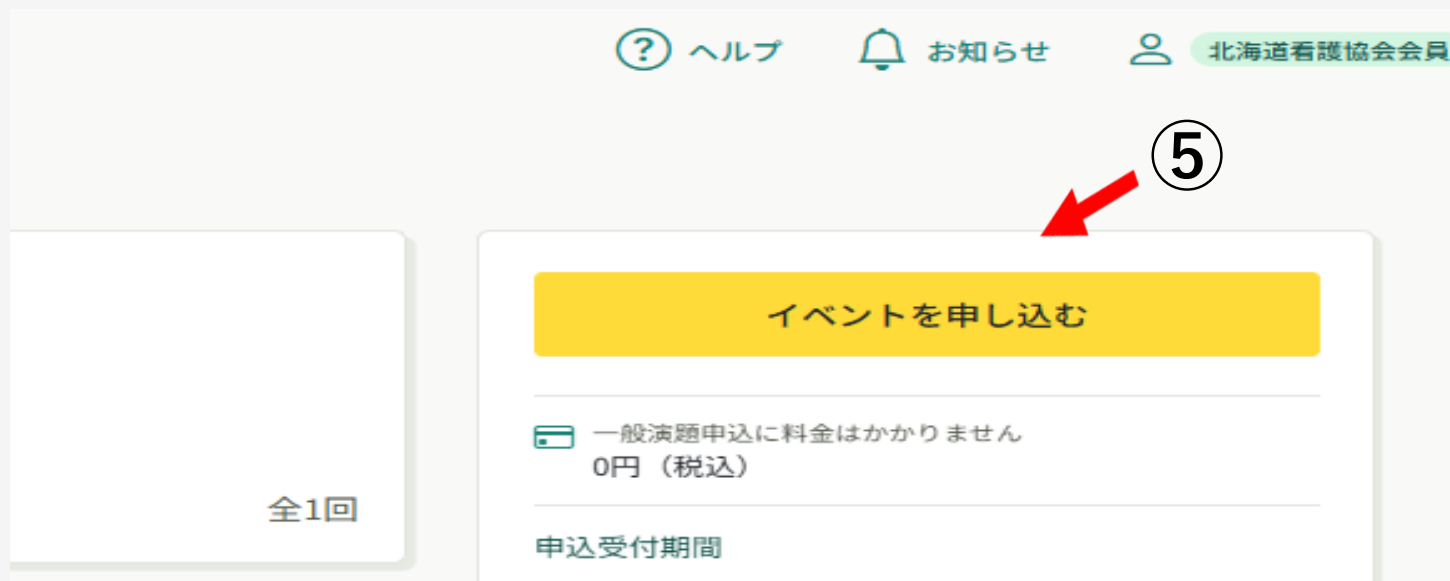 ヘルプ お知らせ 北海道看護協会会員
⑤
イベントを申し込む
一般演題申込に料金はかかりません
0円（税込）
全1回
申込受付期間